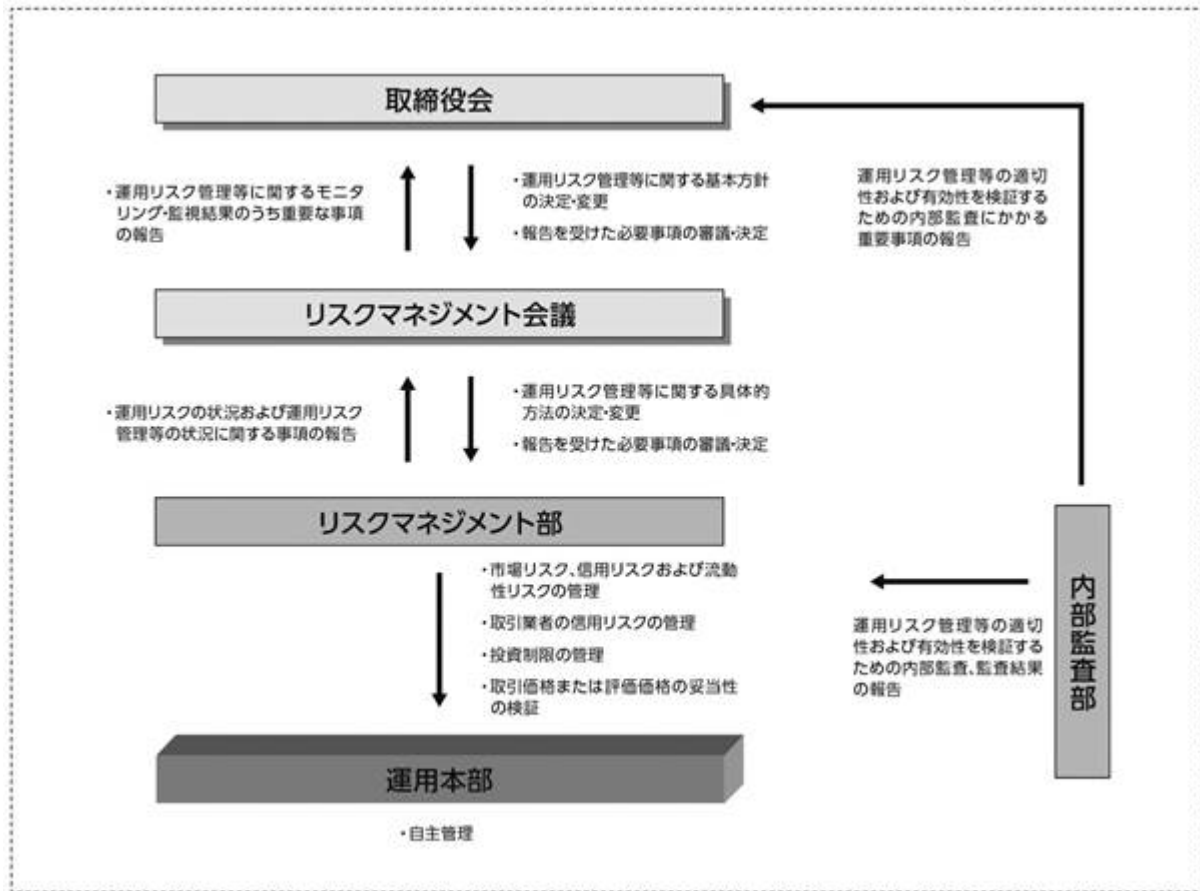 取締役会
・運用リスク管理等に関するモニタ
リング・監視結果のうち重要な事項
の報告
・運用リスク管理等に関する基本方針
の決定・変更
・報告を受けた必要事項の審議・決定
運用リスク管理等の適切
性および有効性を検証する
ための内部監査にかかる
重要事項の報告
リスクマネジメント会議
・運用リスクの状況および運用リスク
管理等の状況に関する事項の報告
・運用リスク管理等に関する具体的
方法の決定・変更
・報告を受けた必要事項の審議・決定
リスクマネジメント部
・市場リスク、信用リスクおよび流動
性リスクの管理
・取引業者の信用リスクの管理
・投資制限の管理
・取引価格または評価価格の妥当性
の検証
運用リスク管理等の適切
性および有効性を検証する
ための内部監査、監査結果
の報告
内部監査部
運用本部
・自主管理